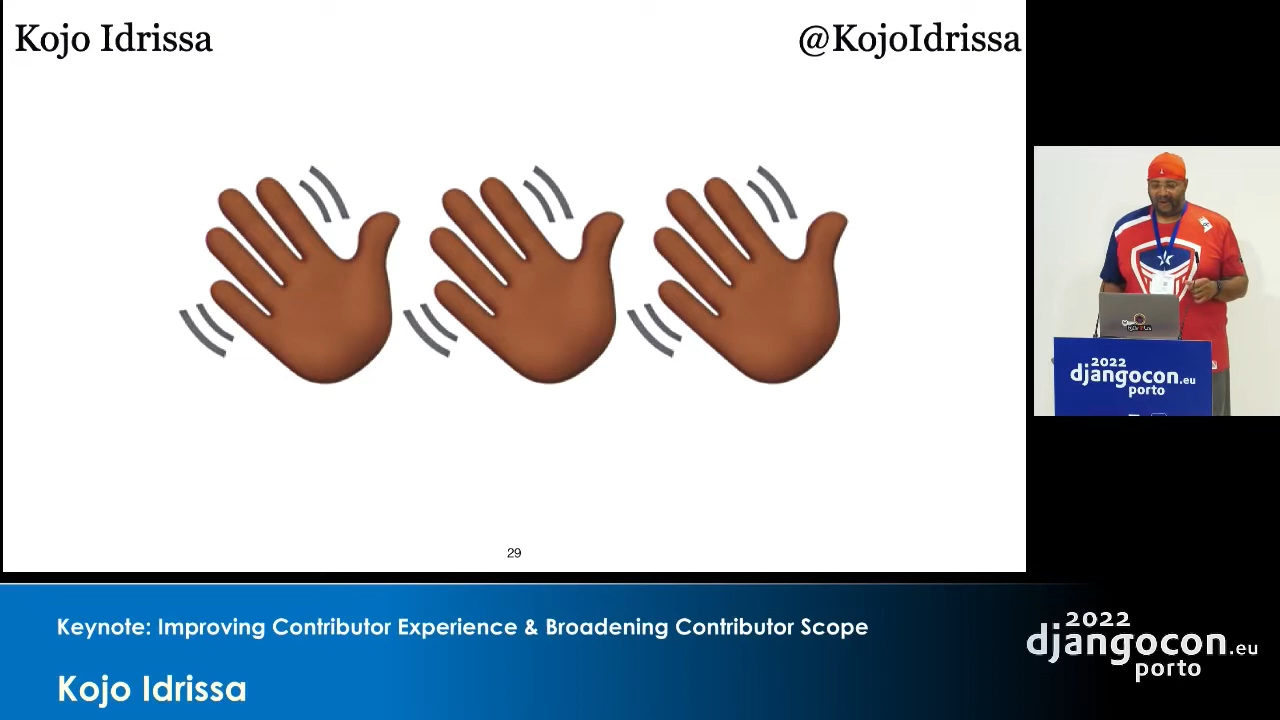 Kojo Idrissa
@KojoIdrissa
29
2022
djangocon.eu
porto
Keynote: Improving Contributor Experience & Broadening Contributor Scope
Kojo Idrissa
2022
djangocon.eu
porto